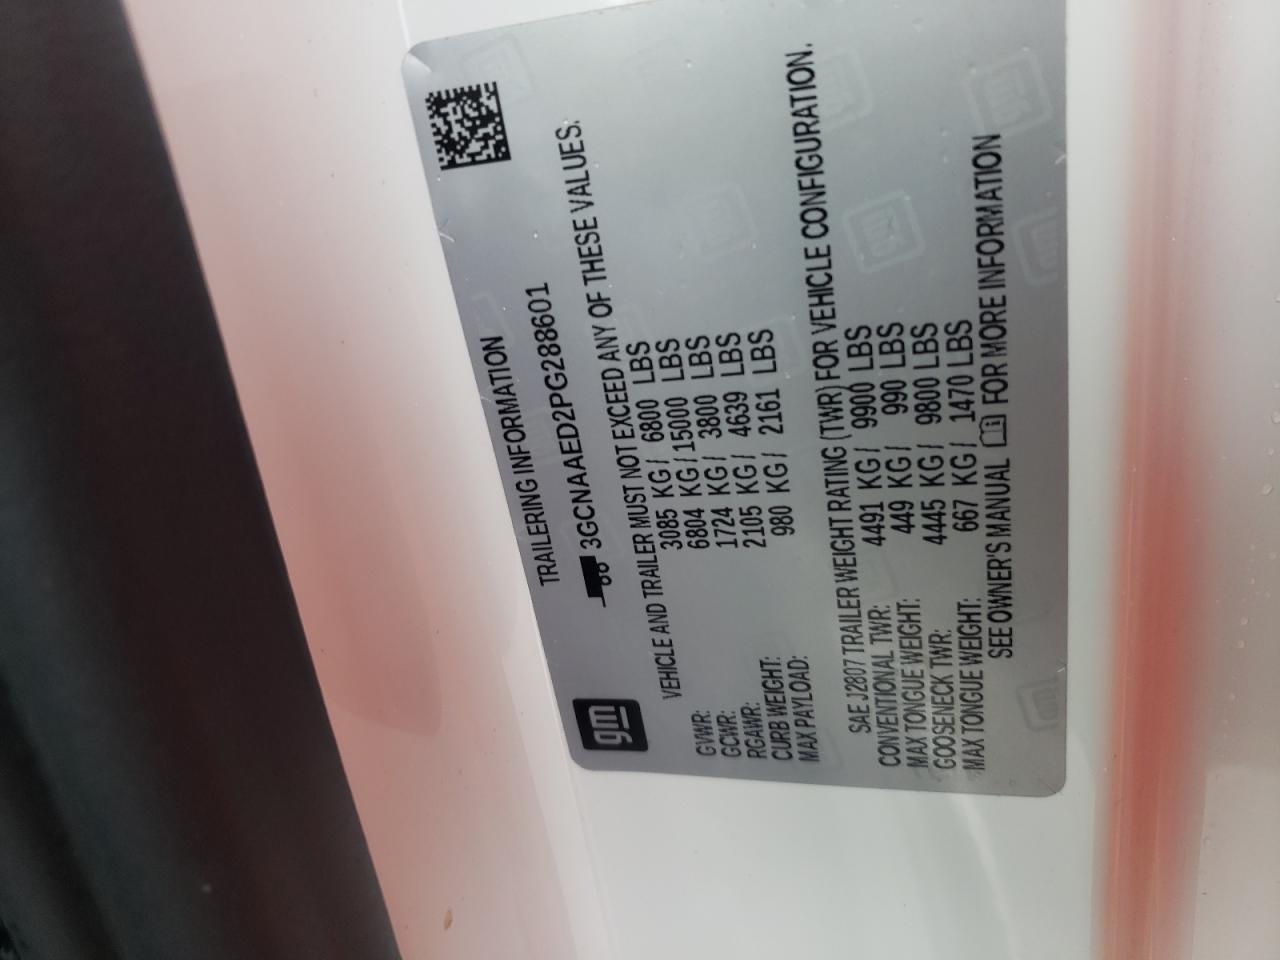 gm
TRAILERING INFORMATION
3GCNAAED2PG288601
VEHICLE AND TRAILER MUST NOT EXCEED ANY OF THESE VALUES.
GVWR: 3085 KG / 6800 LBS
GCWR: 6804 KG / 15000 LBS
RGAWR: 1724 KG / 3800 LBS
CURB WEIGHT: 2105 KG / 4639 LBS
MAX PAYLOAD: 980 KG / 2161 LBS
SAE J2807 TRAILER WEIGHT RATING (TWR) FOR VEHICLE CONFIGURATION.
CONVENTIONAL TWR: 4491 KG / 9900 LBS
MAX TONGUE WEIGHT: 449 KG / 990 LBS
GOOSENECK TWR: 4445 KG / 9800 LBS
MAX TONGUE WEIGHT: 667 KG / 1470 LBS
SEE OWNER'S MANUAL FOR MORE INFORMATION